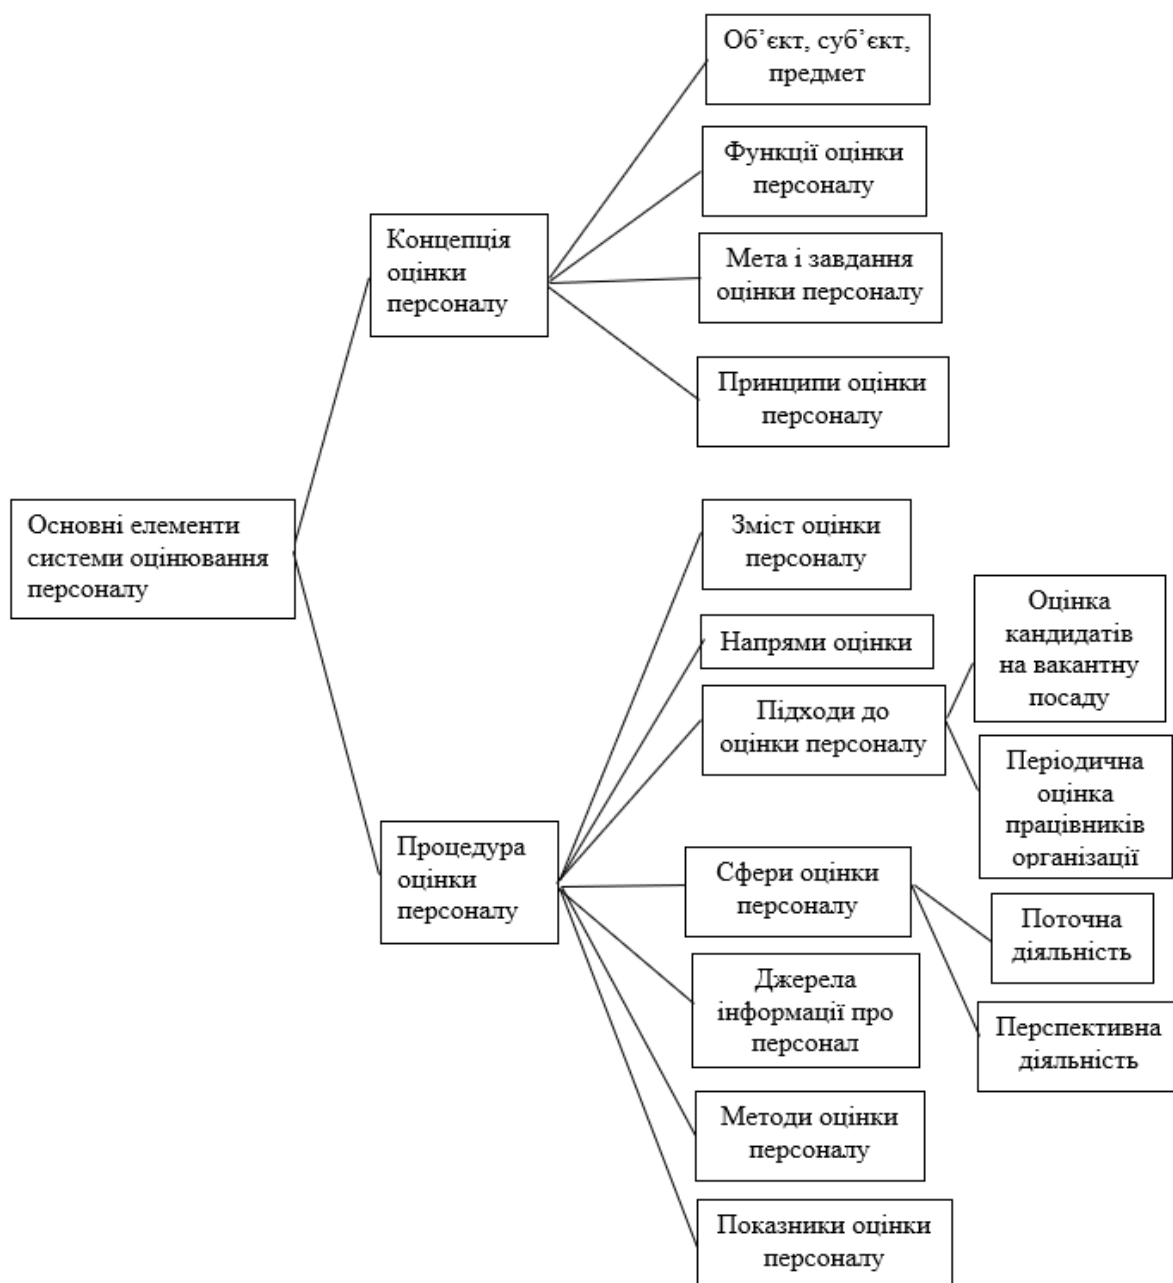 Об’єкт, суб’єкт,
предмет
Функції оцінки
персоналу
Концепція
оцінки
персоналу
Мета і завдання
оцінки персоналу
Принципи оцінки
персоналу
Основні елементи
системи оцінювання
персоналу
Зміст оцінки
персоналу
Напрями оцінки
Підходи до
оцінки персоналу
Оцінка
кандидатів
на вакантну
посаду
Періодична
оцінка
працівників
організації
Процедура
оцінки
персоналу
Сфери оцінки
персоналу
Поточна
діяльність
Перспективна
діяльність
Джерела
інформації про
персонал
Методи оцінки
персоналу
Показники оцінки
персоналу